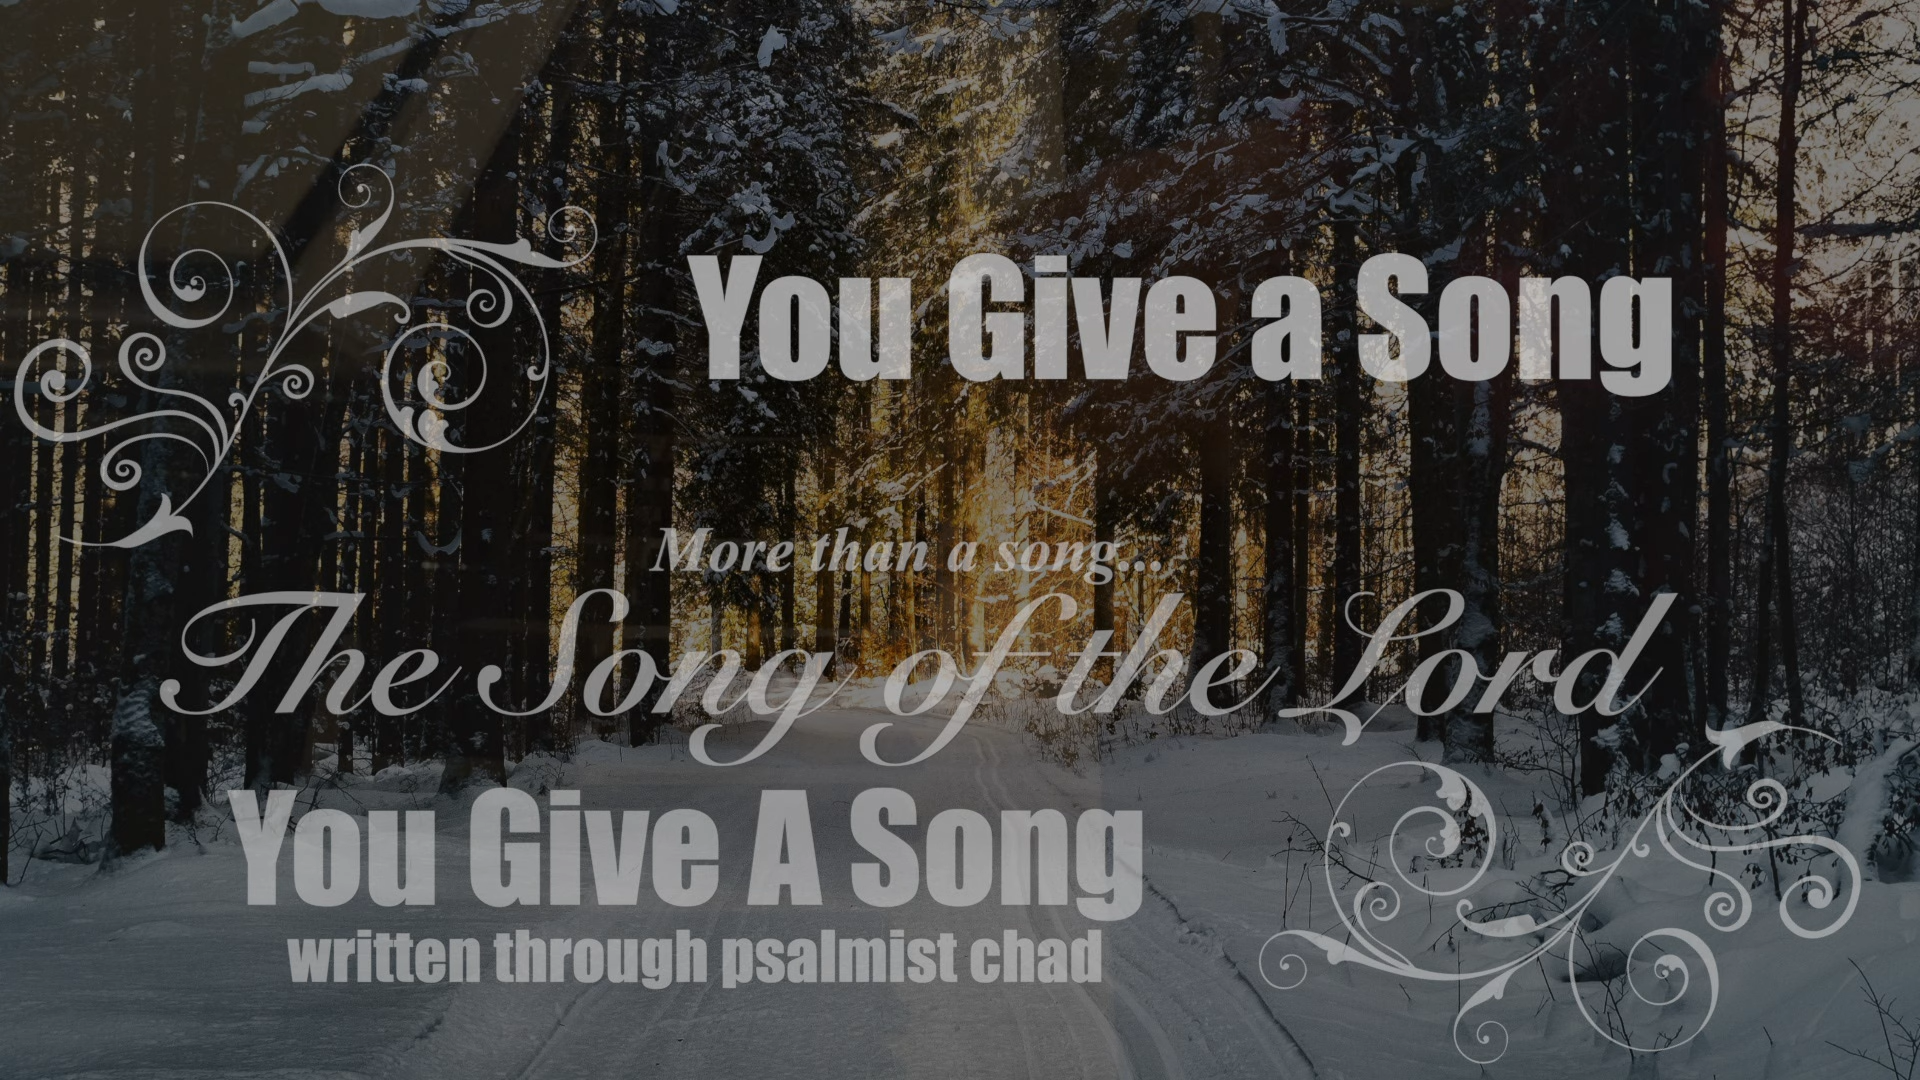 You Give a Song
More than a song...
The Song of the Lord
You Give A Song
written through psalmist chad